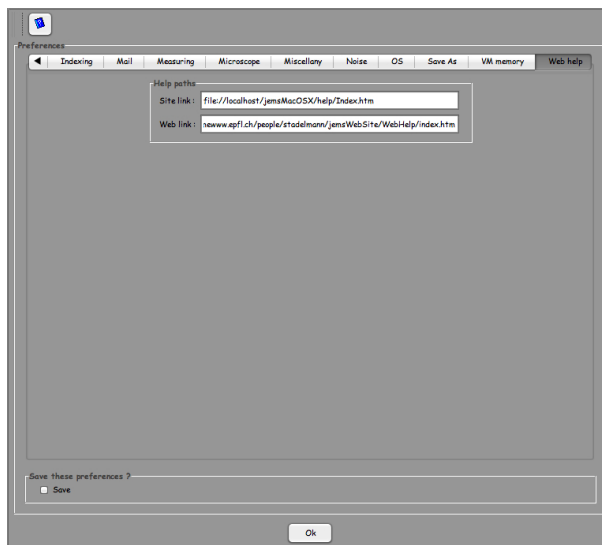 Preferences
Indexing Mail Measuring Microscope Miscellany Noise OS Save As VM memory Web help
Help paths
Site link : file://localhost/jemsMacOSX/help/Index.htm
Web link : newww.epfl.ch/people/stadelmann/jemsWebSite/WebHelp/index.htm
Save these preferences ?
Save
Ok